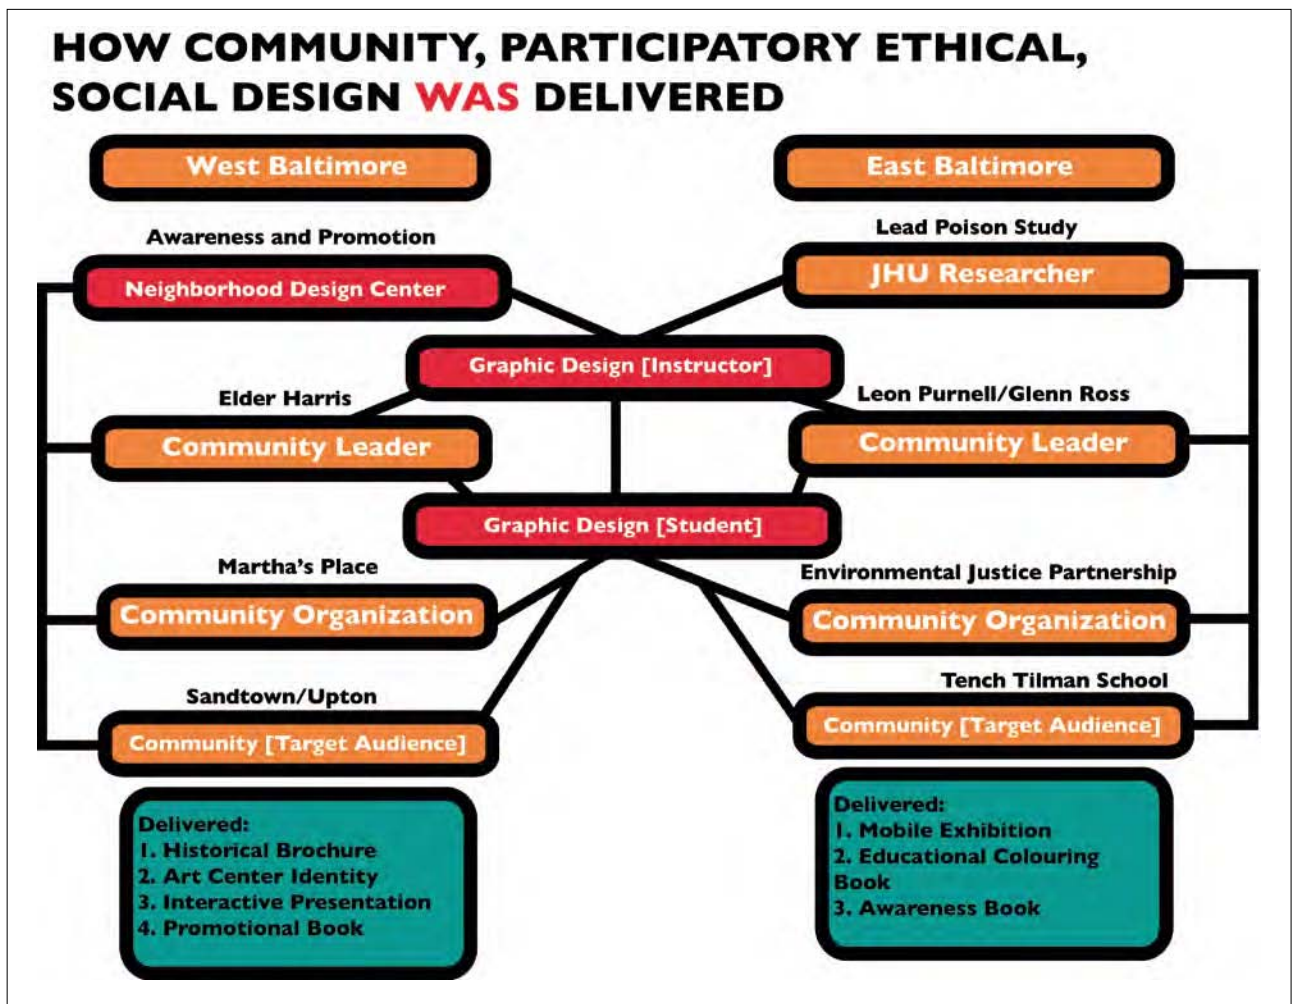 HOW COMMUNITY, PARTICIPATORY ETHICAL,
SOCIAL DESIGN WAS DELIVERED
West Baltimore
East Baltimore
Awareness and Promotion
Neighborhood Design Center
Lead Poison Study
JHU Researcher
Graphic Design [Instructor]
Elder Harris
Community Leader
Leon Purnell/Glenn Ross
Community Leader
Graphic Design [Student]
Martha's Place
Community Organization
Environmental Justice Partnership
Community Organization
Sandtown/Upton
Community [Target Audience]
Tench Tilman School
Community [Target Audience]
Delivered:
1. Historical Brochure
2. Art Center Identity
3. Interactive Presentation
4. Promotional Book
Delivered:
1. Mobile Exhibition
2. Educational Colouring
Book
3. Awareness Book